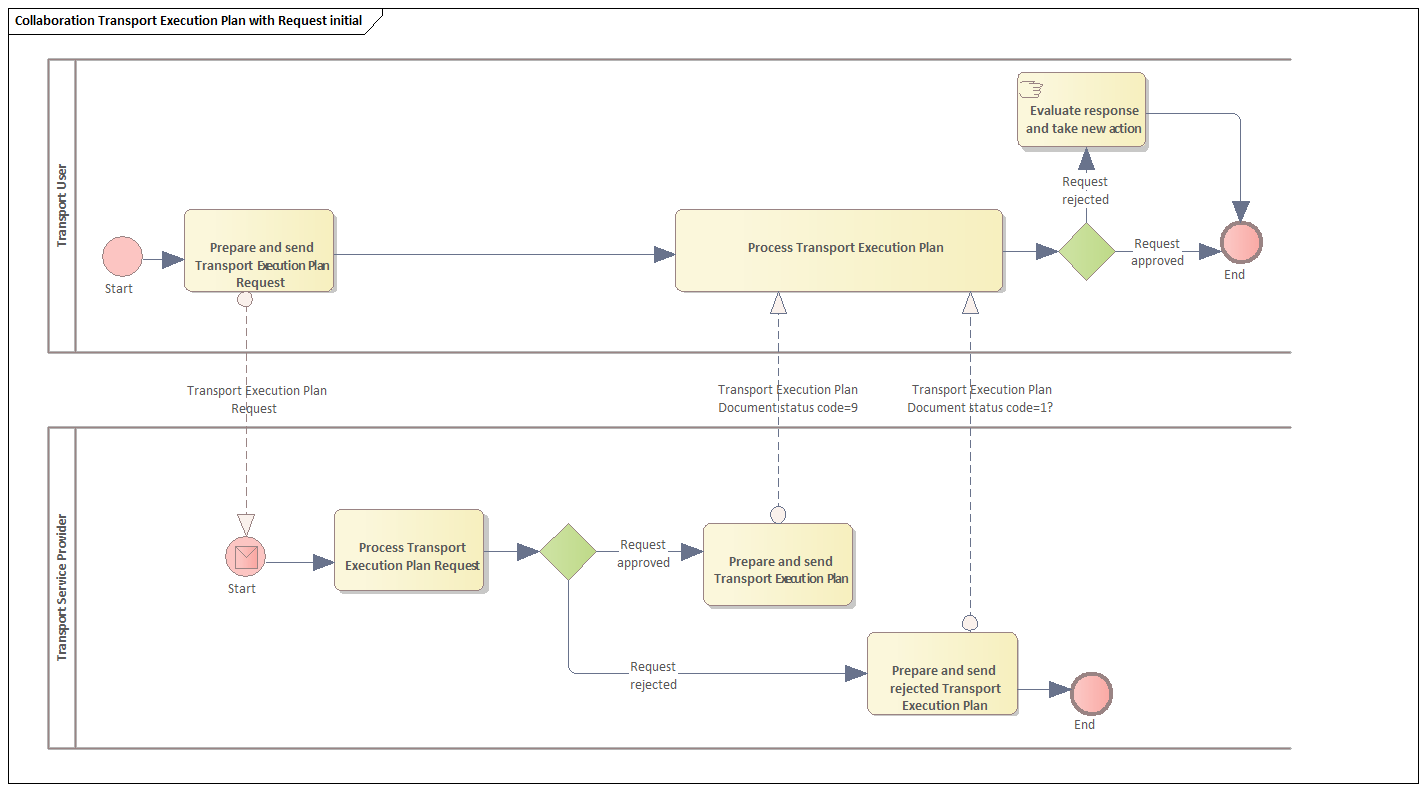 Collaboration Transport Execution Plan with Request initial
Transport User
Start
Prepare and send
Transport Execution Plan
Request
Process Transport Execution Plan
Evaluate response
and take new action
Request
rejected
Request
approved
End
Transport Execution Plan
Request
Transport Execution Plan
Document status code=9
Transport Execution Plan
Document status code=1?
Transport Service Provider
Start
Process Transport
Execution Plan Request
Request
approved
Prepare and send
Transport Execution Plan
Request
rejected
Prepare and send
rejected Transport
Execution Plan
End